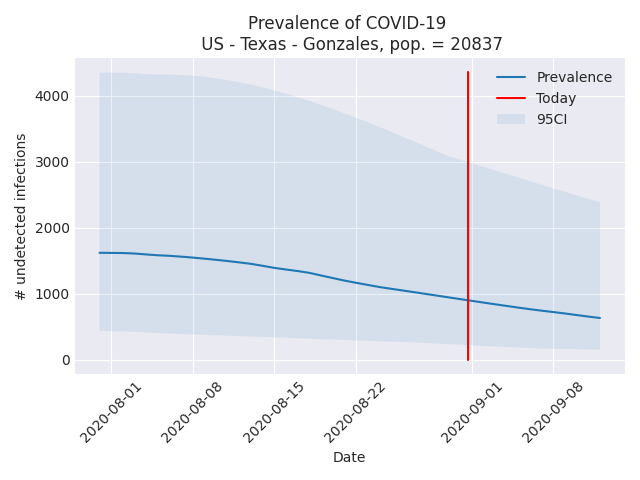 Prevalence of COVID-19
US - Texas - Gonzales, pop. = 20837
Prevalence
Today
95CI
# undetected infections
4000
3000
2000
1000
0
2020-08-01
2020-08-08
2020-08-15
2020-08-22
2020-09-01
2020-09-08
Date